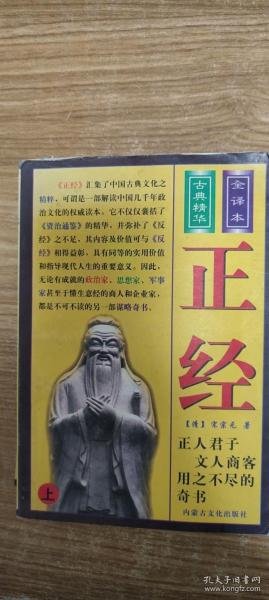 《正经》汇集了中国古典文化之
精粹，可谓是一部解读中国几千年政
治文化的权威读本。它不仅仅囊括了
《资治通鉴》的精华，并弥补了《反
经》之不足，其内容及价值可与《反
经》相得益彰，具有同等的实用价值
和指导现代人生的重要意义。因此，
无论有成就的政治家、思想家、军事
家甚至于懂生意经的商人和企业家，
都是不可不读的另一部谋略奇书。
全译本
古典精华
正经
【清】宋宗元 著
正人君子
文人商客
用之不尽的
奇书
上
内蒙古文化出版社
孔夫子旧书网
www.kongfz.com